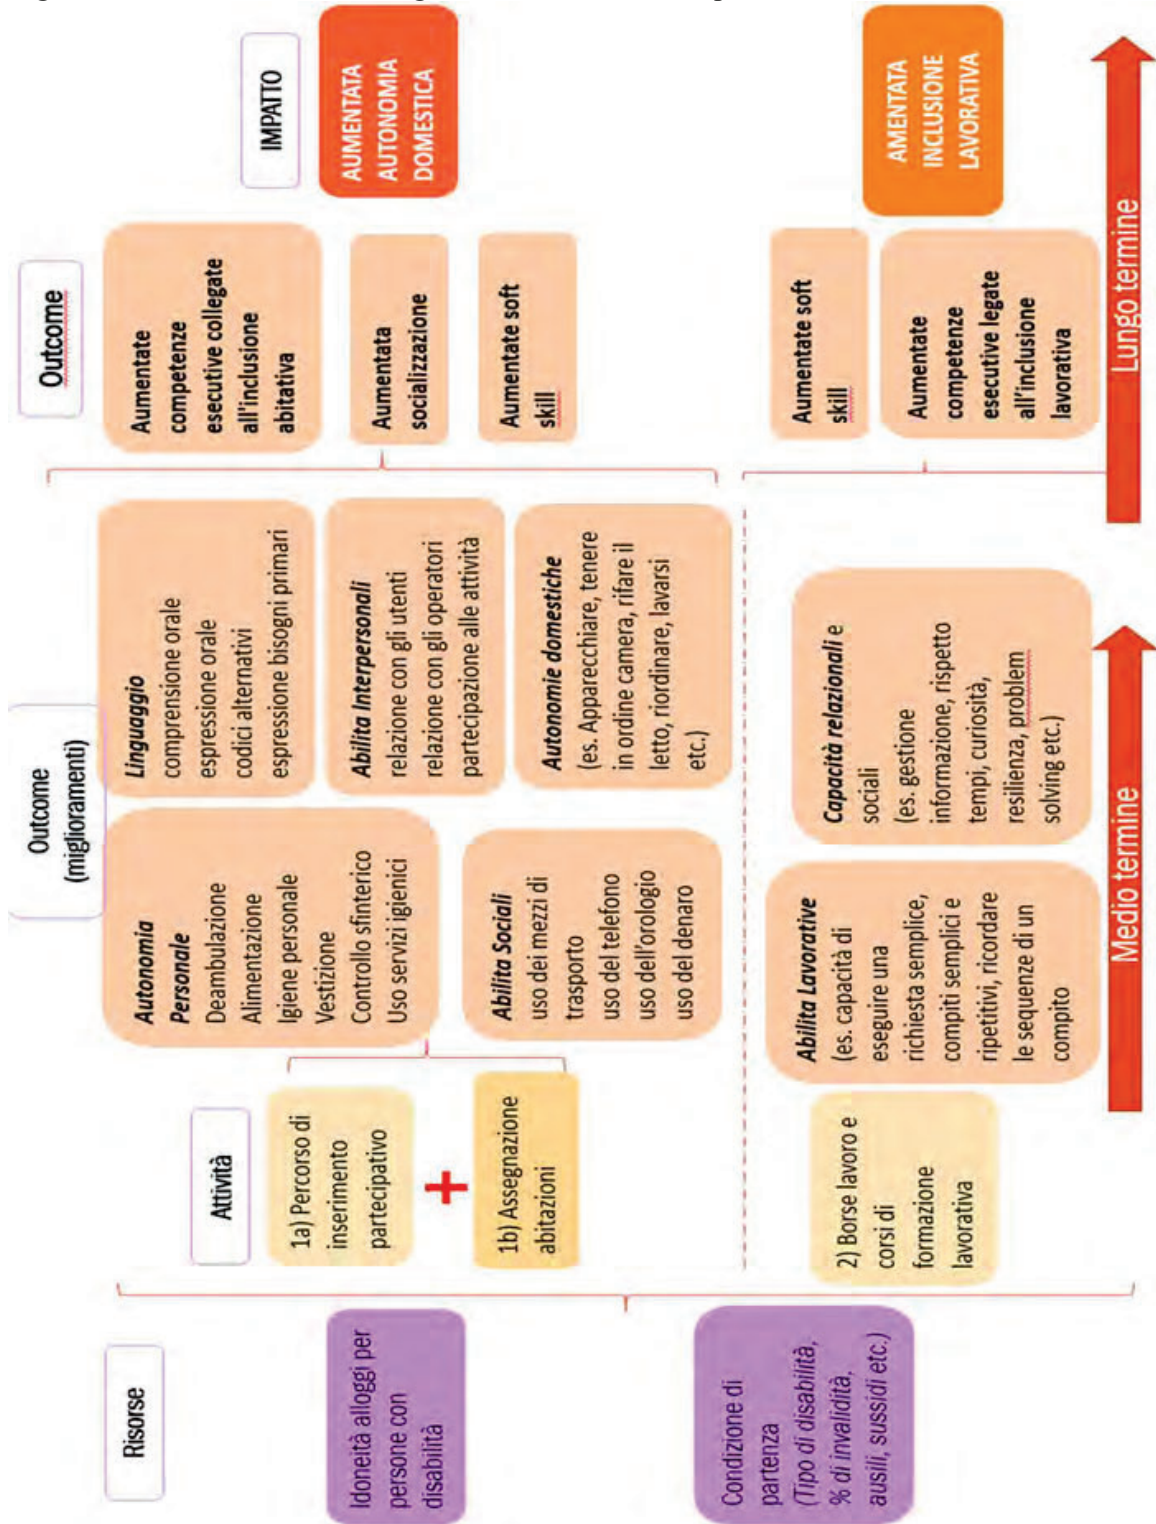 Risorse
Idoneità alloggi per
persone con
disabilità
Condizione di
partenza
(Tipo di disabilità,
% di invalidità,
ausili, sussidi etc.)
Attività
1a) Percorso di
inserimento
partecipativo
+
1b) Assegnazione
abitazioni
2) Borse lavoro e
corsi di
formazione
lavorativa
Outcome
(miglioramenti)
Autonomia
Personale
Deambulazione
Alimentazione
Igiene personale
Vestizione
Controllo sfinterico
Uso servizi igienici
Abilita Sociali
uso dei mezzi di
trasporto
uso del telefono
uso dell'orologio
uso del denaro
Linguaggio
comprensione orale
espressione orale
codici alternativi
espressione bisogni primari
Abilita Interpersonali
relazione con gli utenti
relazione con gli operatori
partecipazione alle attività
Autonomie domestiche
(es. Apparecchiare, tenere
in ordine camera, rifare il
letto, riordinare, lavarsi
etc.)
Abilita Lavorative
(es. capacità di
eseguire una
richiesta semplice,
compiti semplici e
ripetitivi, ricordare
le sequenze di un
compito
Capacità relazionali e
sociali
(es. gestione
informazione, rispetto
tempi, curiosità,
resilienza, problem
solving etc.)
Medio termine
Outcome
Aumentate
competenze
esecutive collegate
all'inclusione
abitativa
Aumentata
socializzazione
Aumentate soft
skill
Aumentate soft
skill
Aumentate
competenze
esecutive legate
all'inclusione
lavorativa
Lungo termine
IMPATTO
AUMENTATA
AUTONOMIA
DOMESTICA
AMENTATA
INCLUSIONE
LAVORATIVA